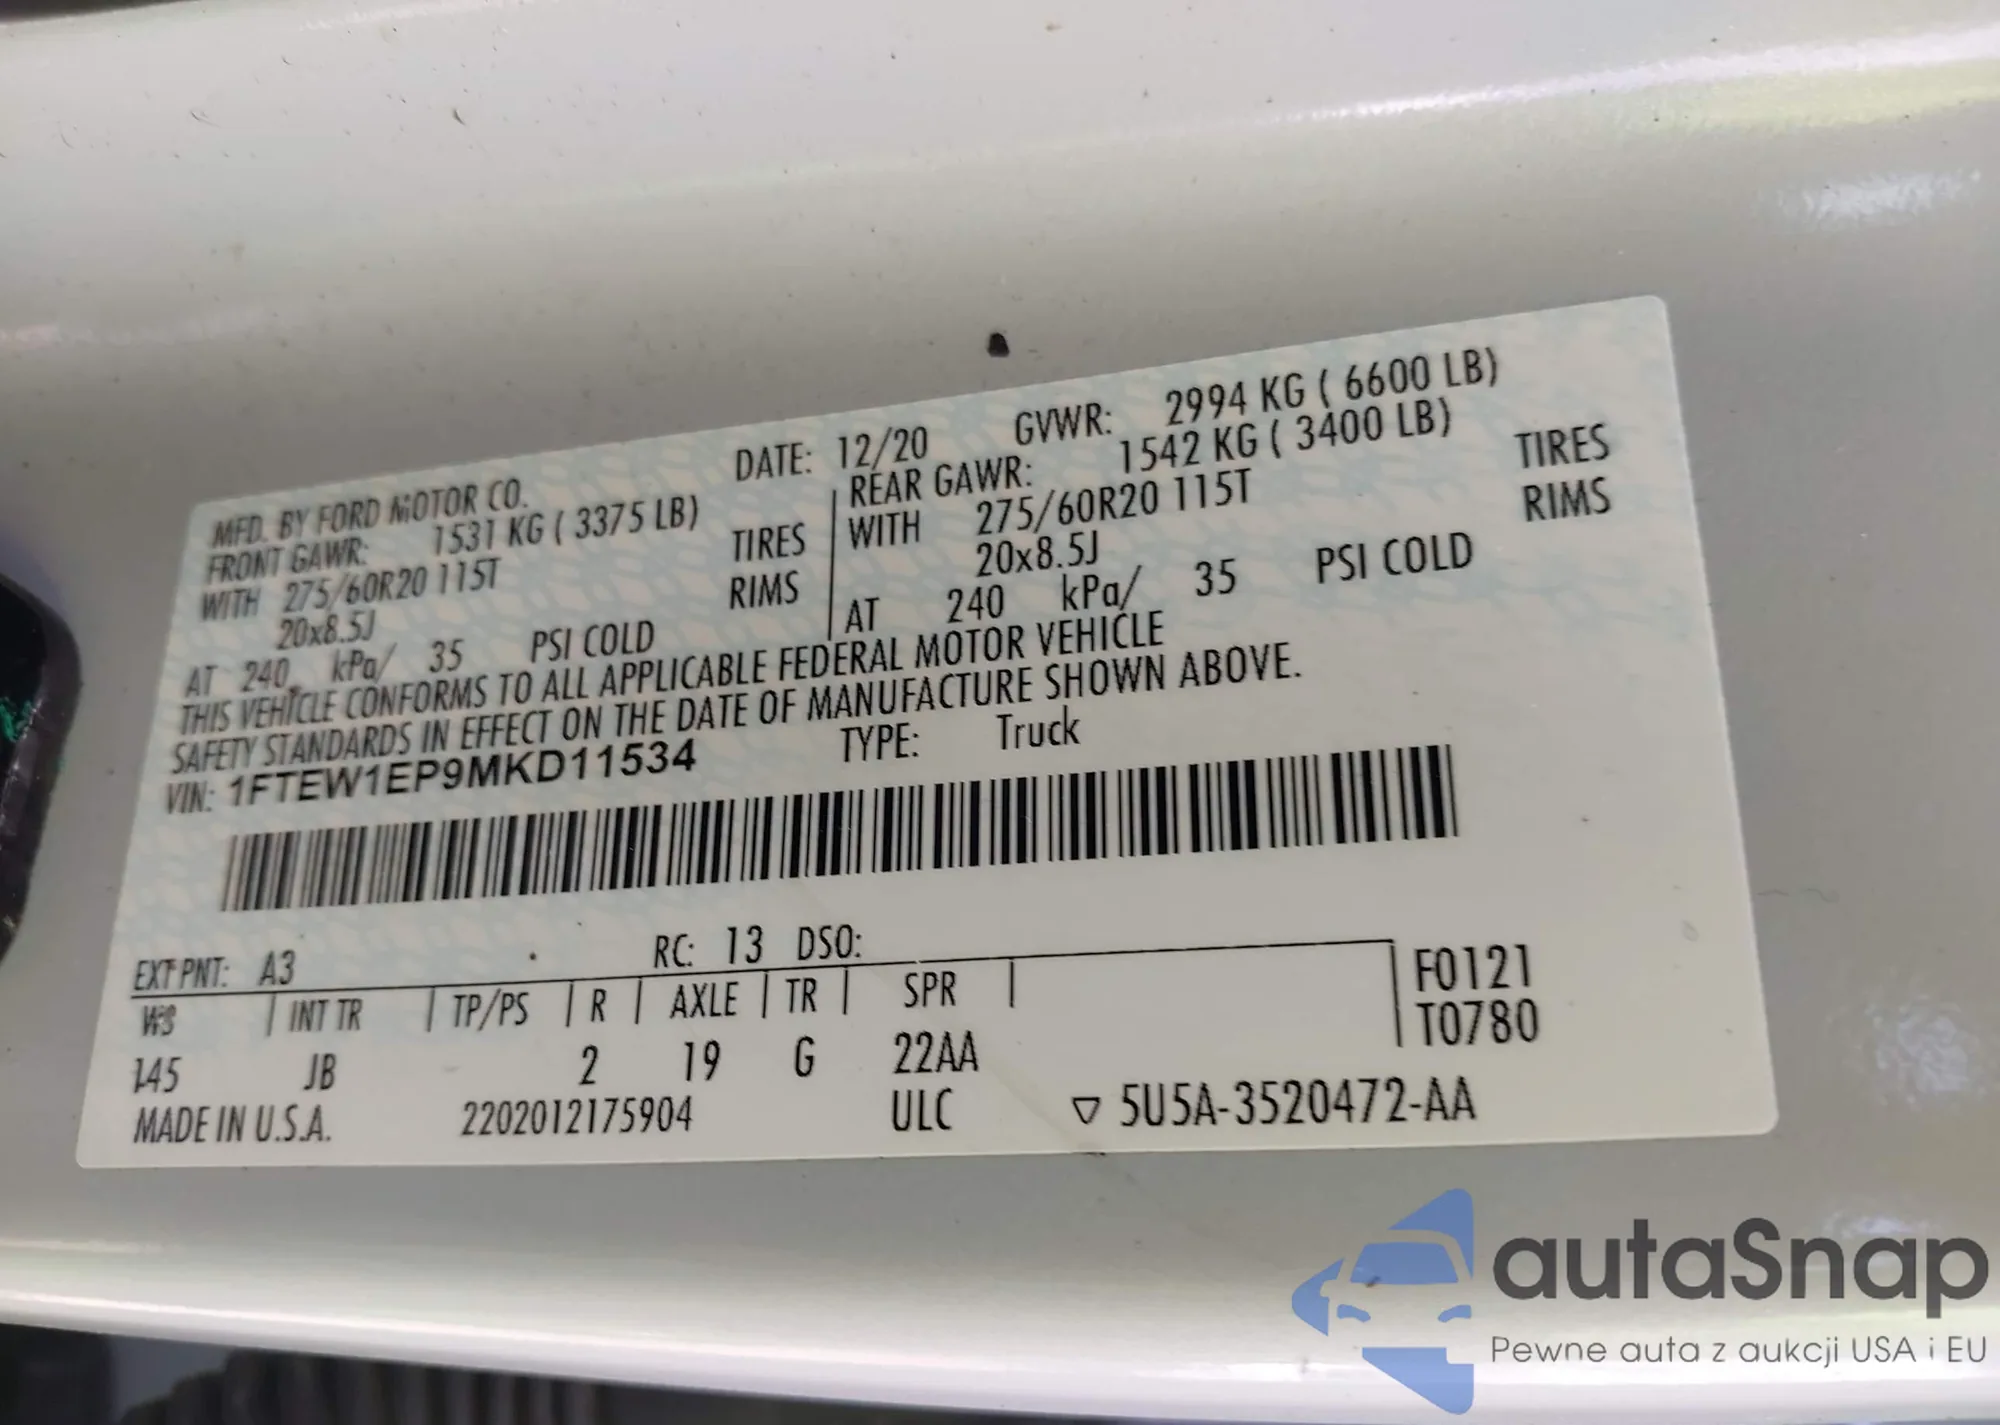 MFD. BY FORD MOTOR CO. DATE: 12/20 GVWR: 2994 KG ( 6600 LB)
FRONT GAWR: 1531 KG ( 3375 LB) REAR GAWR: 1542 KG ( 3400 LB)
WITH 275/60R20 115T TIRES WITH 275/60R20 115T TIRES
20x8.5J RIMS 20x8.5J RIMS
AT 240 kPa/ 35 PSI COLD AT 240 kPa/ 35 PSI COLD
THIS VEHICLE CONFORMS TO ALL APPLICABLE FEDERAL MOTOR VEHICLE
SAFETY STANDARDS IN EFFECT ON THE DATE OF MANUFACTURE SHOWN ABOVE.
VIN: 1FTEW1EP9MKD11534 TYPE: Truck
EXT PNT: A3 RC: 13 DSO:
WB INT TR TP/PS R AXLE TR SPR F0121
145 JB 2 19 G 22AA T0780
MADE IN U.S.A. 2202012175904 ULC 5U5A-3520472-AA
autaSnap
Pewne auta z aukcji USA i EU